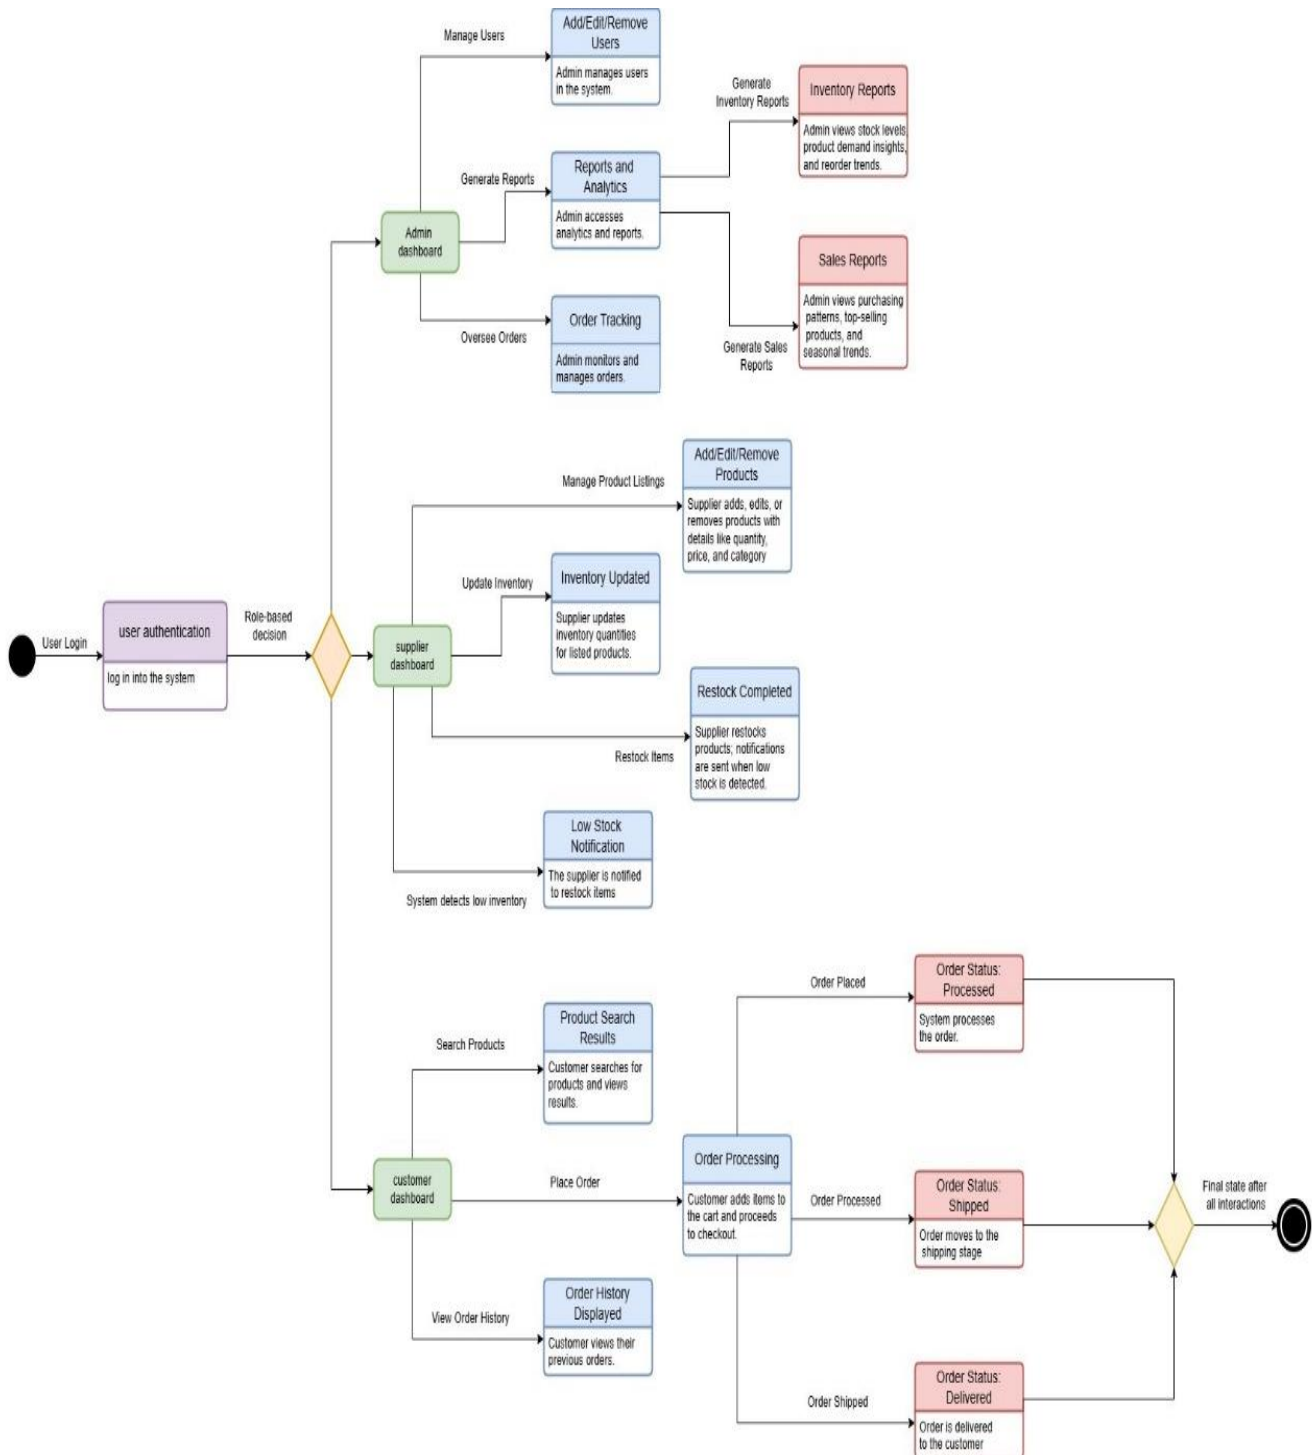 Manage Users
Add/Edit/Remove
Users
Admin manages users
in the system.
Generate
Inventory Reports
Inventory Reports
Admin views stock levels,
product demand insights,
and reorder trends.
Generate Reports
Reports and
Analytics
Admin accesses
analytics and reports.
Admin
dashboard
Sales Reports
Admin views purchasing
patterns, top-selling
products, and
seasonal trends.
Generate Sales
Reports
Oversee Orders
Order Tracking
Admin monitors and
manages orders.
Manage Product Listings
Add/Edit/Remove
Products
Supplier adds, edits, or
removes products with
details like quantity,
price, and category
Update Inventory
Inventory Updated
Supplier updates
inventory quantities
for listed products.
User Login
user authentication
log in into the system
Role-based
decision
supplier
dashboard
Restock Items
Restock Completed
Supplier restocks
products; notifications
are sent when low
stock is detected.
System detects low inventory
Low Stock
Notification
The supplier is notified
to restock items
Search Products
Product Search
Results
Customer searches for
products and views
results.
customer
dashboard
Place Order
Order Processing
Customer adds items to
the cart and proceeds
to checkout.
View Order History
Order History
Displayed
Customer views their
previous orders.
Order Placed
Order Status:
Processed
System processes
the order.
Order Processed
Order Status:
Shipped
Order moves to the
shipping stage
Order Shipped
Order Status:
Delivered
Order is delivered
to the customer
Final state after
all interactions